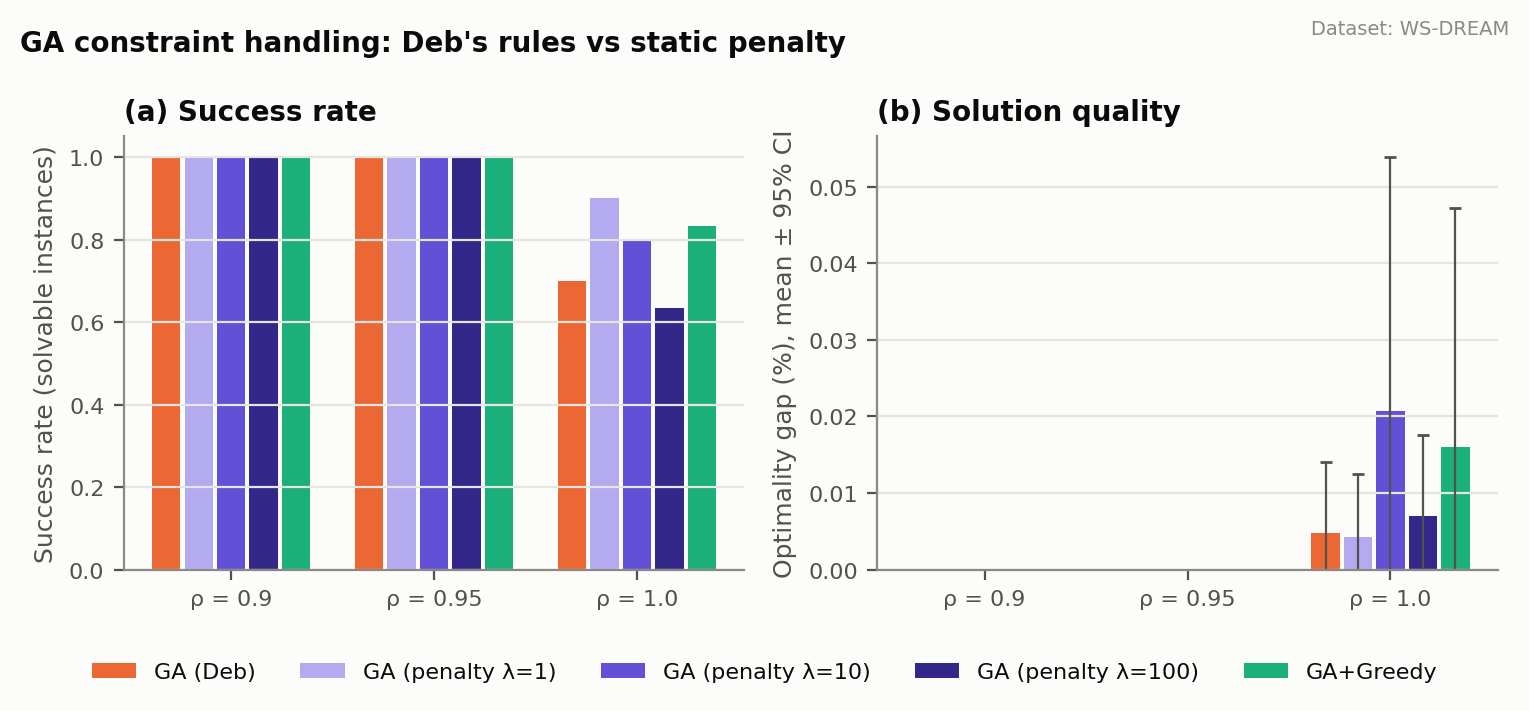 GA constraint handling: Deb's rules vs static penalty
Dataset: WS-DREAM
(a) Success rate
Success rate (solvable instances)
1.0
0.8
0.6
0.4
0.2
0.0
ρ = 0.9
ρ = 0.95
ρ = 1.0
(b) Solution quality
Optimality gap (%), mean ± 95% CI
0.05
0.04
0.03
0.02
0.01
0.00
ρ = 0.9
ρ = 0.95
ρ = 1.0
GA (Deb)
GA (penalty λ=1)
GA (penalty λ=10)
GA (penalty λ=100)
GA+Greedy